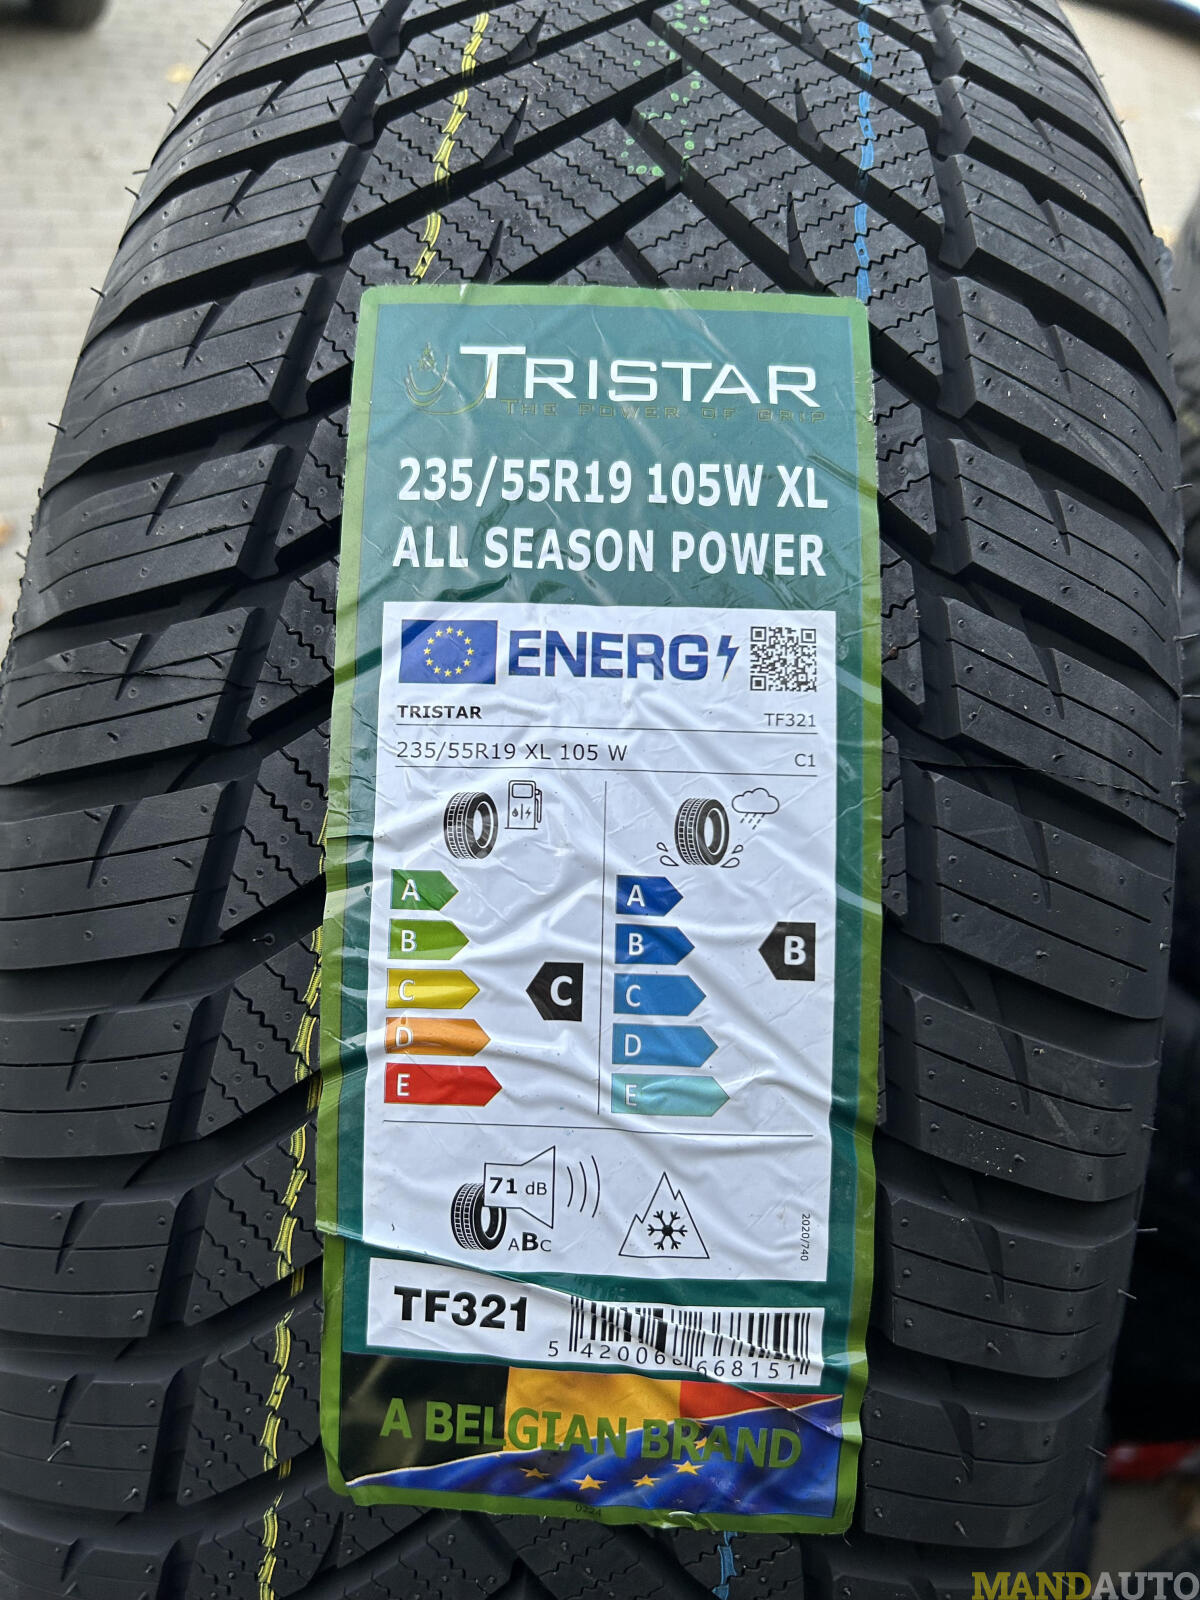 TRISTAR
THE POWER OF GRIP
235/55R19 105W XL
ALL SEASON POWER
ENERG
TRISTAR
TF321
235/55R19 XL 105 W
C1
A
B
C
D
E
C
A
B
C
D
E
B
71 dB
ABC
2020/740
TF321
5 420068 668151
A BELGIAN BRAND
0224
MANDAUTO